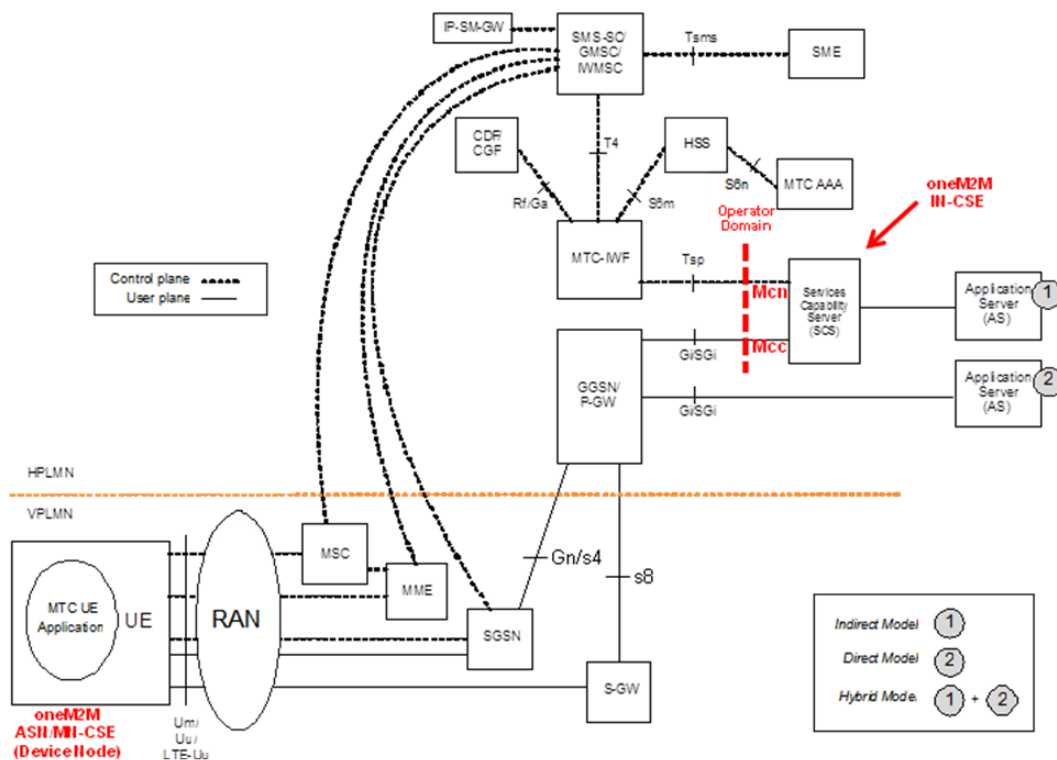 IP-SM-GW
SMS-SC/
GMSC/
IWMSC
Tsms
SME
CDF/
CGF
T4
HSS
Rf/Ga
S6m
S6n
MTC AAA
oneM2M
IN-CSE
Operator
Domain
MTC-IWF
Tsp
Mcn
Services
Capability
Server
(SCS)
Application
Server
(AS)
1
Control plane
User plane
Mcc
Gi/SGi
GGSN/
P-GW
Gi/SGi
Application
Server
(AS)
2
HPLMN
VPLMN
MSC
MME
Gn/s4
s8
MTC UE
Application
UE
RAN
SGSN
S-GW
Indirect Model
1
Direct Model
2
Hybrid Model
1 + 2
oneM2M
ASN/MN-CSE
(Device Node)
Um/
Uu/
LTE-Uu